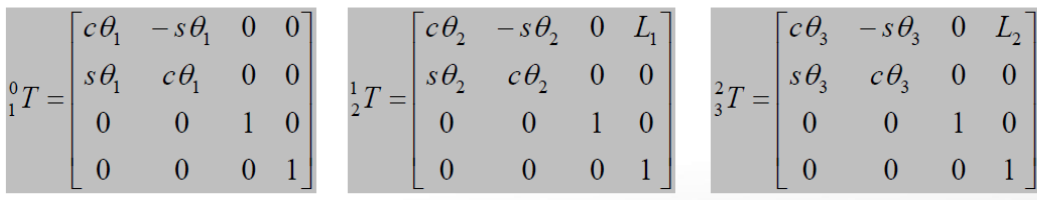 ⁰₁T = [cθ₁ −sθ₁ 0 0; sθ₁ cθ₁ 0 0; 0 0 1 0; 0 0 0 1]
¹₂T = [cθ₂ −sθ₂ 0 L₁; sθ₂ cθ₂ 0 0; 0 0 1 0; 0 0 0 1]
²₃T = [cθ₃ −sθ₃ 0 L₂; sθ₃ cθ₃ 0 0; 0 0 1 0; 0 0 0 1]